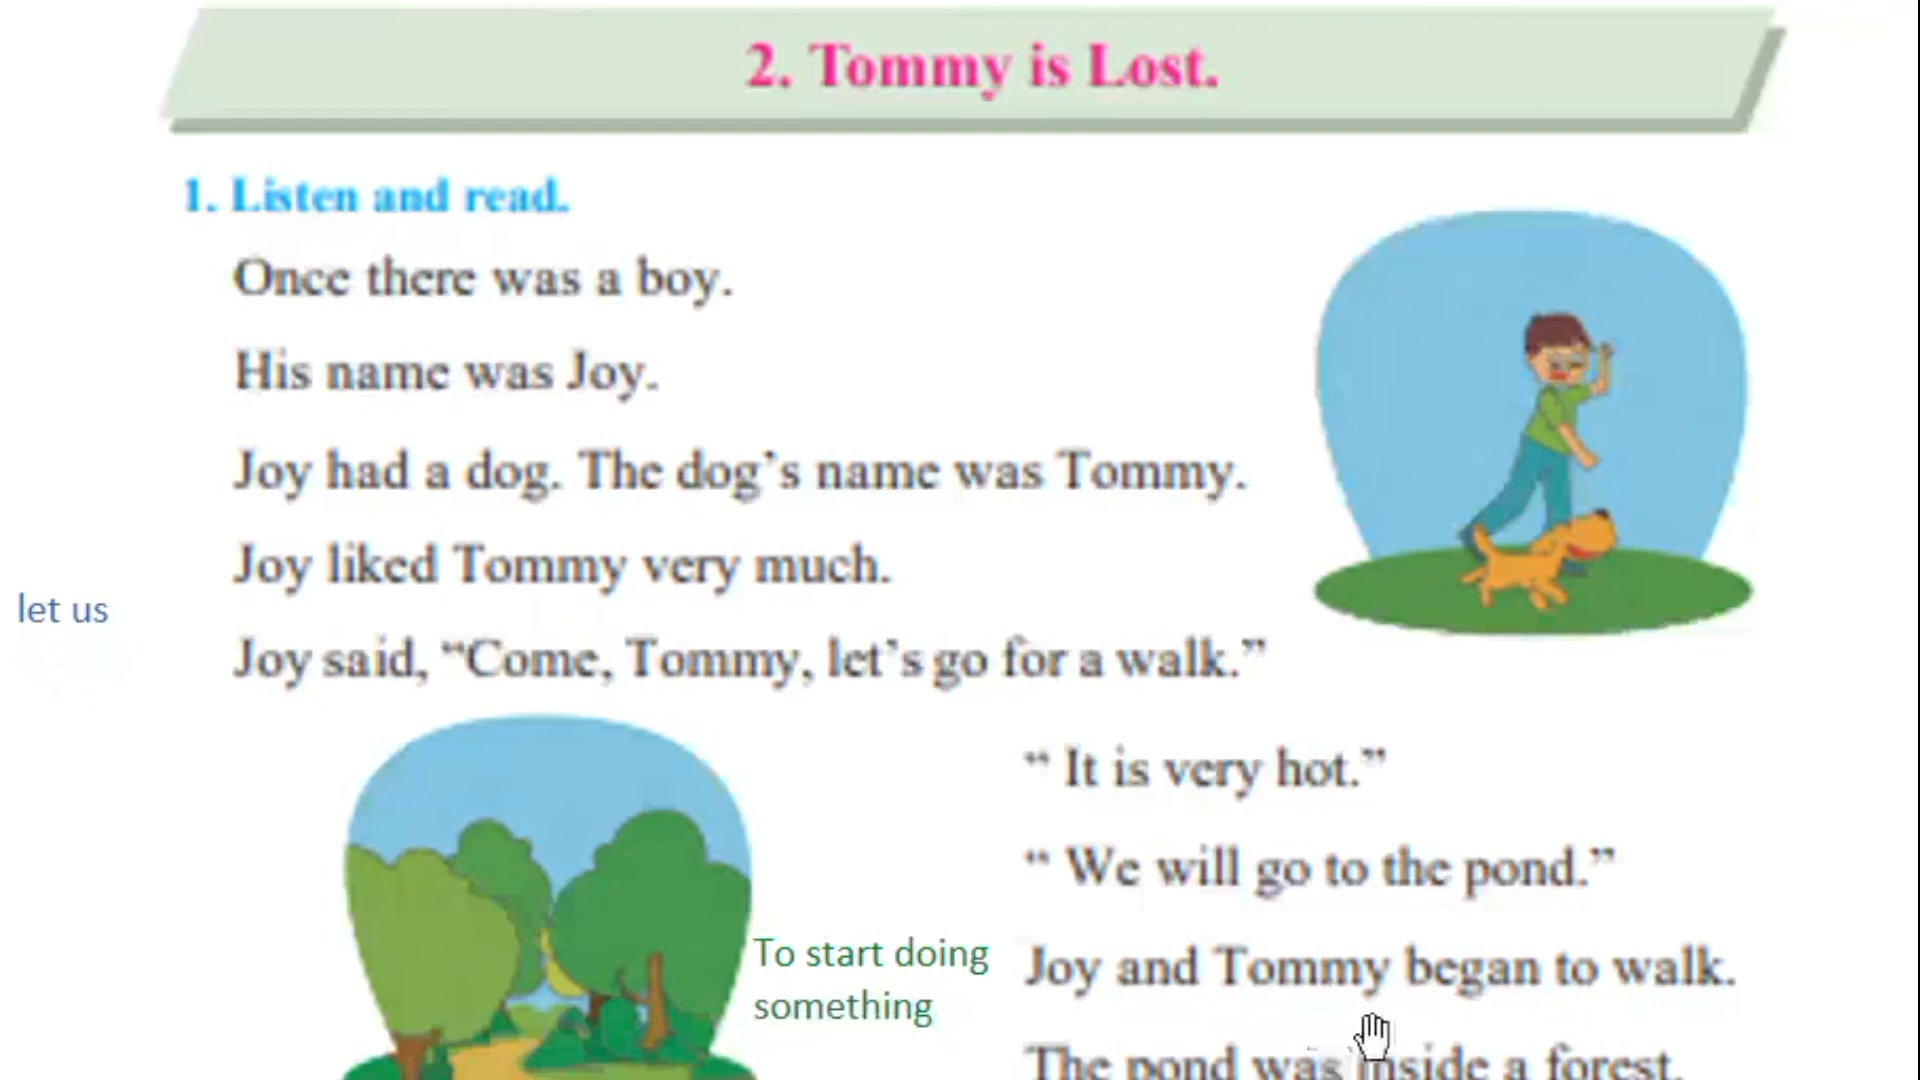 2. Tommy is Lost.
1. Listen and read.
Once there was a boy.
His name was Joy.
Joy had a dog. The dog’s name was Tommy.
Joy liked Tommy very much.
let us
Joy said, “Come, Tommy, let’s go for a walk.”
“ It is very hot.”
“ We will go to the pond.”
To start doing
something
Joy and Tommy began to walk.
The pond was inside a forest.